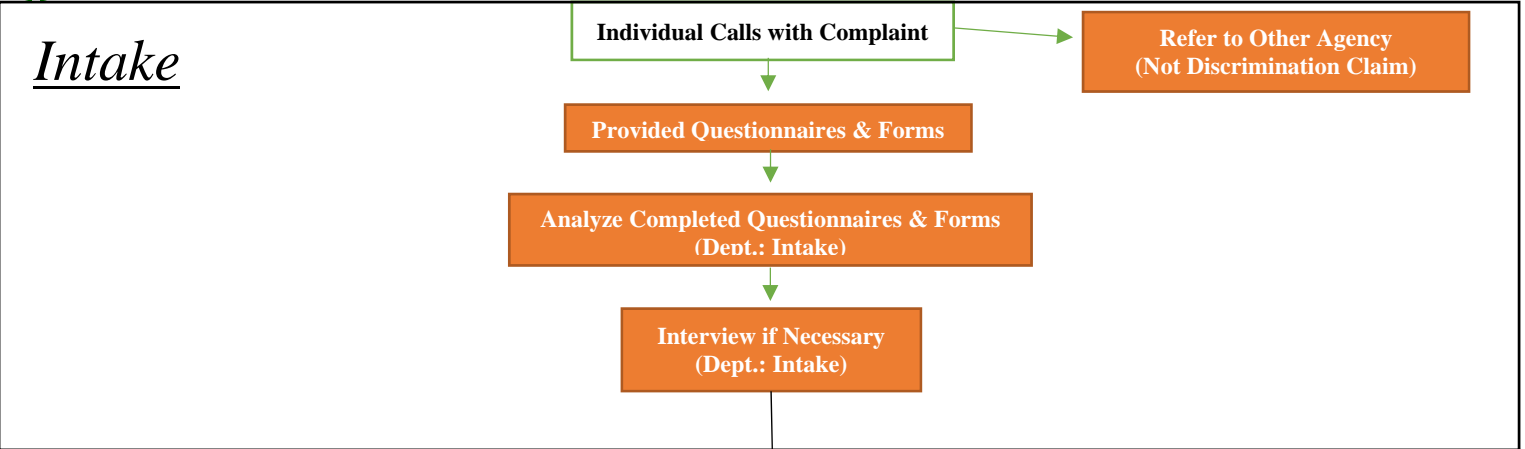 Intake
Individual Calls with Complaint
Refer to Other Agency
(Not Discrimination Claim)
Provided Questionnaires & Forms
Analyze Completed Questionnaires & Forms
(Dept.: Intake)
Interview if Necessary
(Dept.: Intake)